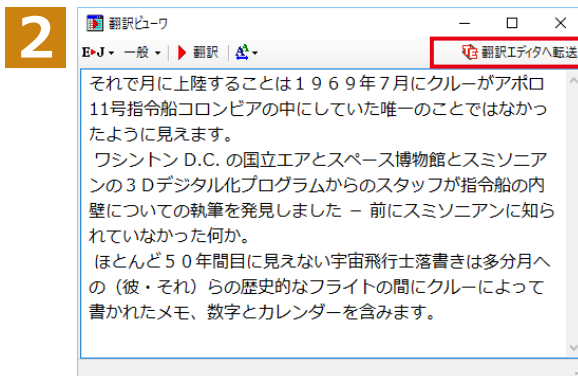 2
翻訳ビューワ
E▸J 一般 翻訳
翻訳エディタへ転送
それで月に上陸することは１９６９年７月にクルーがアポロ
11号指令船コロンビアの中にしていた唯一のことではなかっ
たように見えます。
ワシントン D.C. の国立エアとスペース博物館とスミソニア
ンの３Ｄデジタル化プログラムからのスタッフが指令船の内
壁についての執筆を発見しました － 前にスミソニアンに知ら
れていなかった何か。
ほとんど５０年間目に見えない宇宙飛行士落書きは多分月へ
の（彼・それ）らの歴史的なフライトの間にクルーによって
書かれたメモ、数字とカレンダーを含みます。